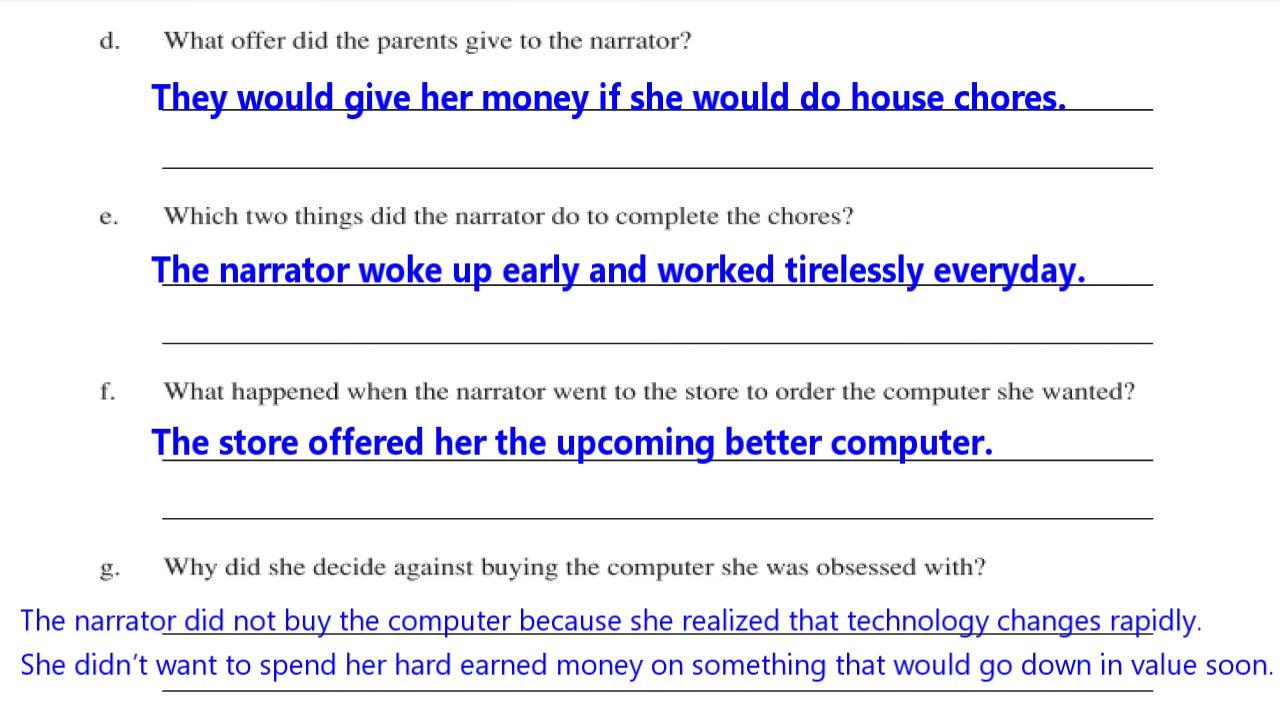 d. What offer did the parents give to the narrator?
They would give her money if she would do house chores.
e. Which two things did the narrator do to complete the chores?
The narrator woke up early and worked tirelessly everyday.
f. What happened when the narrator went to the store to order the computer she wanted?
The store offered her the upcoming better computer.
g. Why did she decide against buying the computer she was obsessed with?
The narrator did not buy the computer because she realized that technology changes rapidly.
She didn't want to spend her hard earned money on something that would go down in value soon.